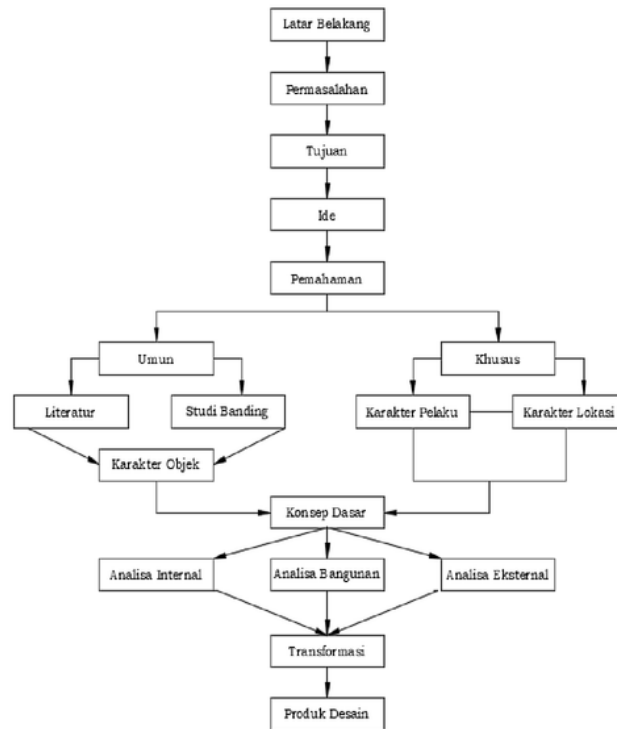 Latar Belakang
Permasalahan
Tujuan
Ide
Pemahaman
Umun
Khusus
Literatur
Studi Banding
Karakter Pelaku
Karakter Lokasi
Karakter Objek
Konsep Dasar
Analisa Internal
Analisa Bangunan
Analisa Eksternal
Transformasi
Produk Desain